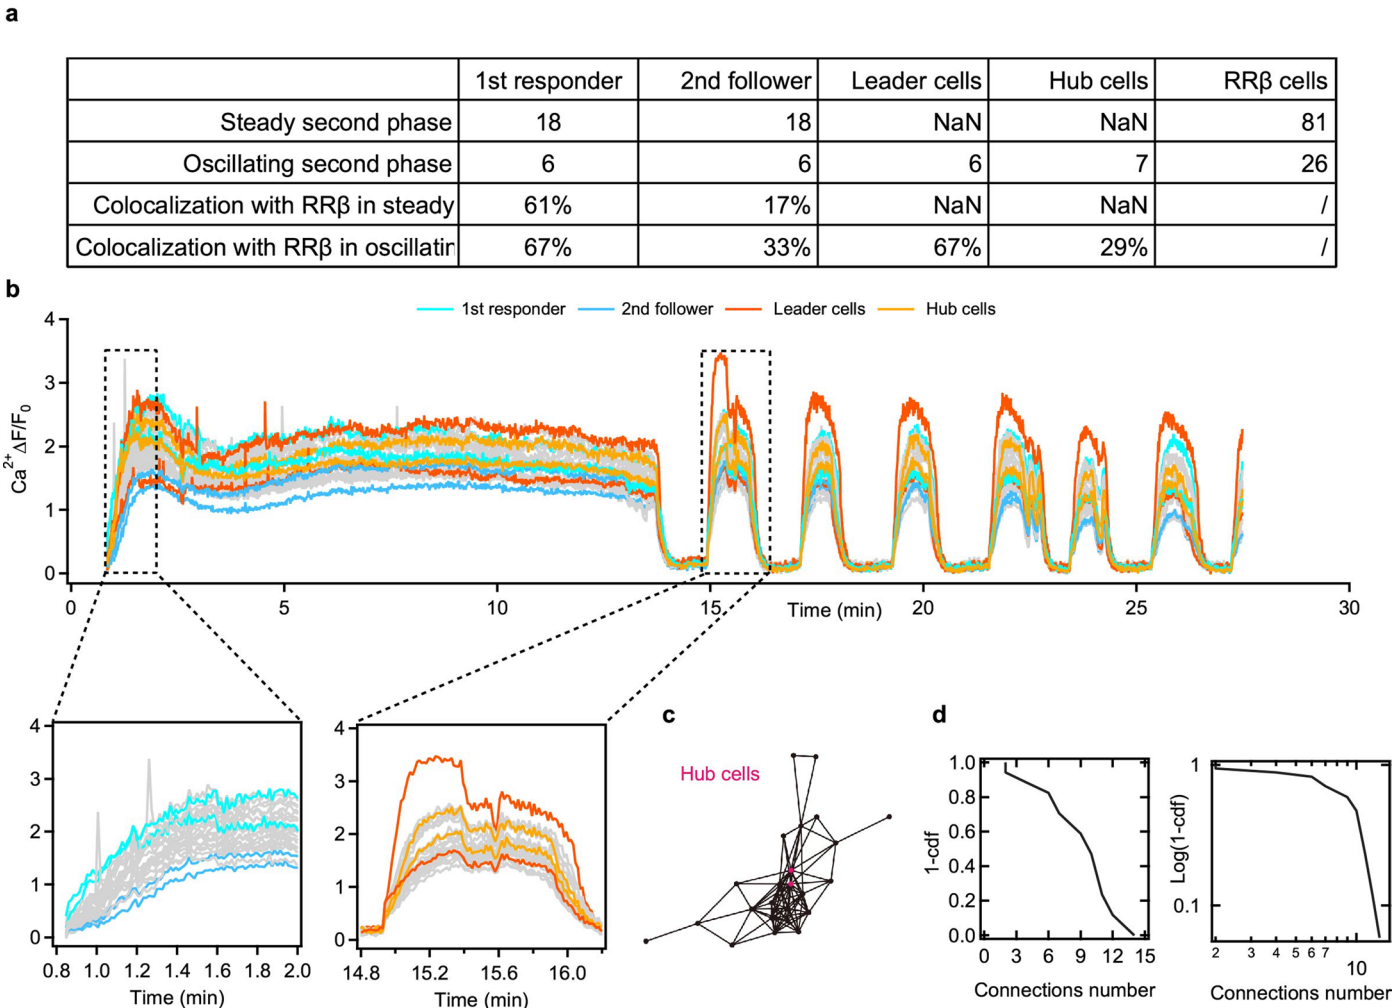 a
1st responder 2nd follower Leader cells Hub cells RRβ cells
Steady second phase 18 18 NaN NaN 81
Oscillating second phase 6 6 6 7 26
Colocalization with RRβ in steady 61% 17% NaN NaN /
Colocalization with RRβ in oscillatin 67% 33% 67% 29% /
b
1st responder 2nd follower Leader cells Hub cells
Ca2+ ΔF/F0
4
3
2
1
0
0 5 10 15 20 25 30
Time (min)
4
3
2
1
0
0.8 1.0 1.2 1.4 1.6 1.8 2.0
Time (min)
4
3
2
1
0
14.8 15.2 15.6 16.0
Time (min)
c
Hub cells
d
1-cdf
1.0
0.8
0.6
0.4
0.2
0.0
0 3 6 9 12 15
Connections number
Log(1-cdf)
1
0.1
2 3 4 5 6 7 10
Connections number